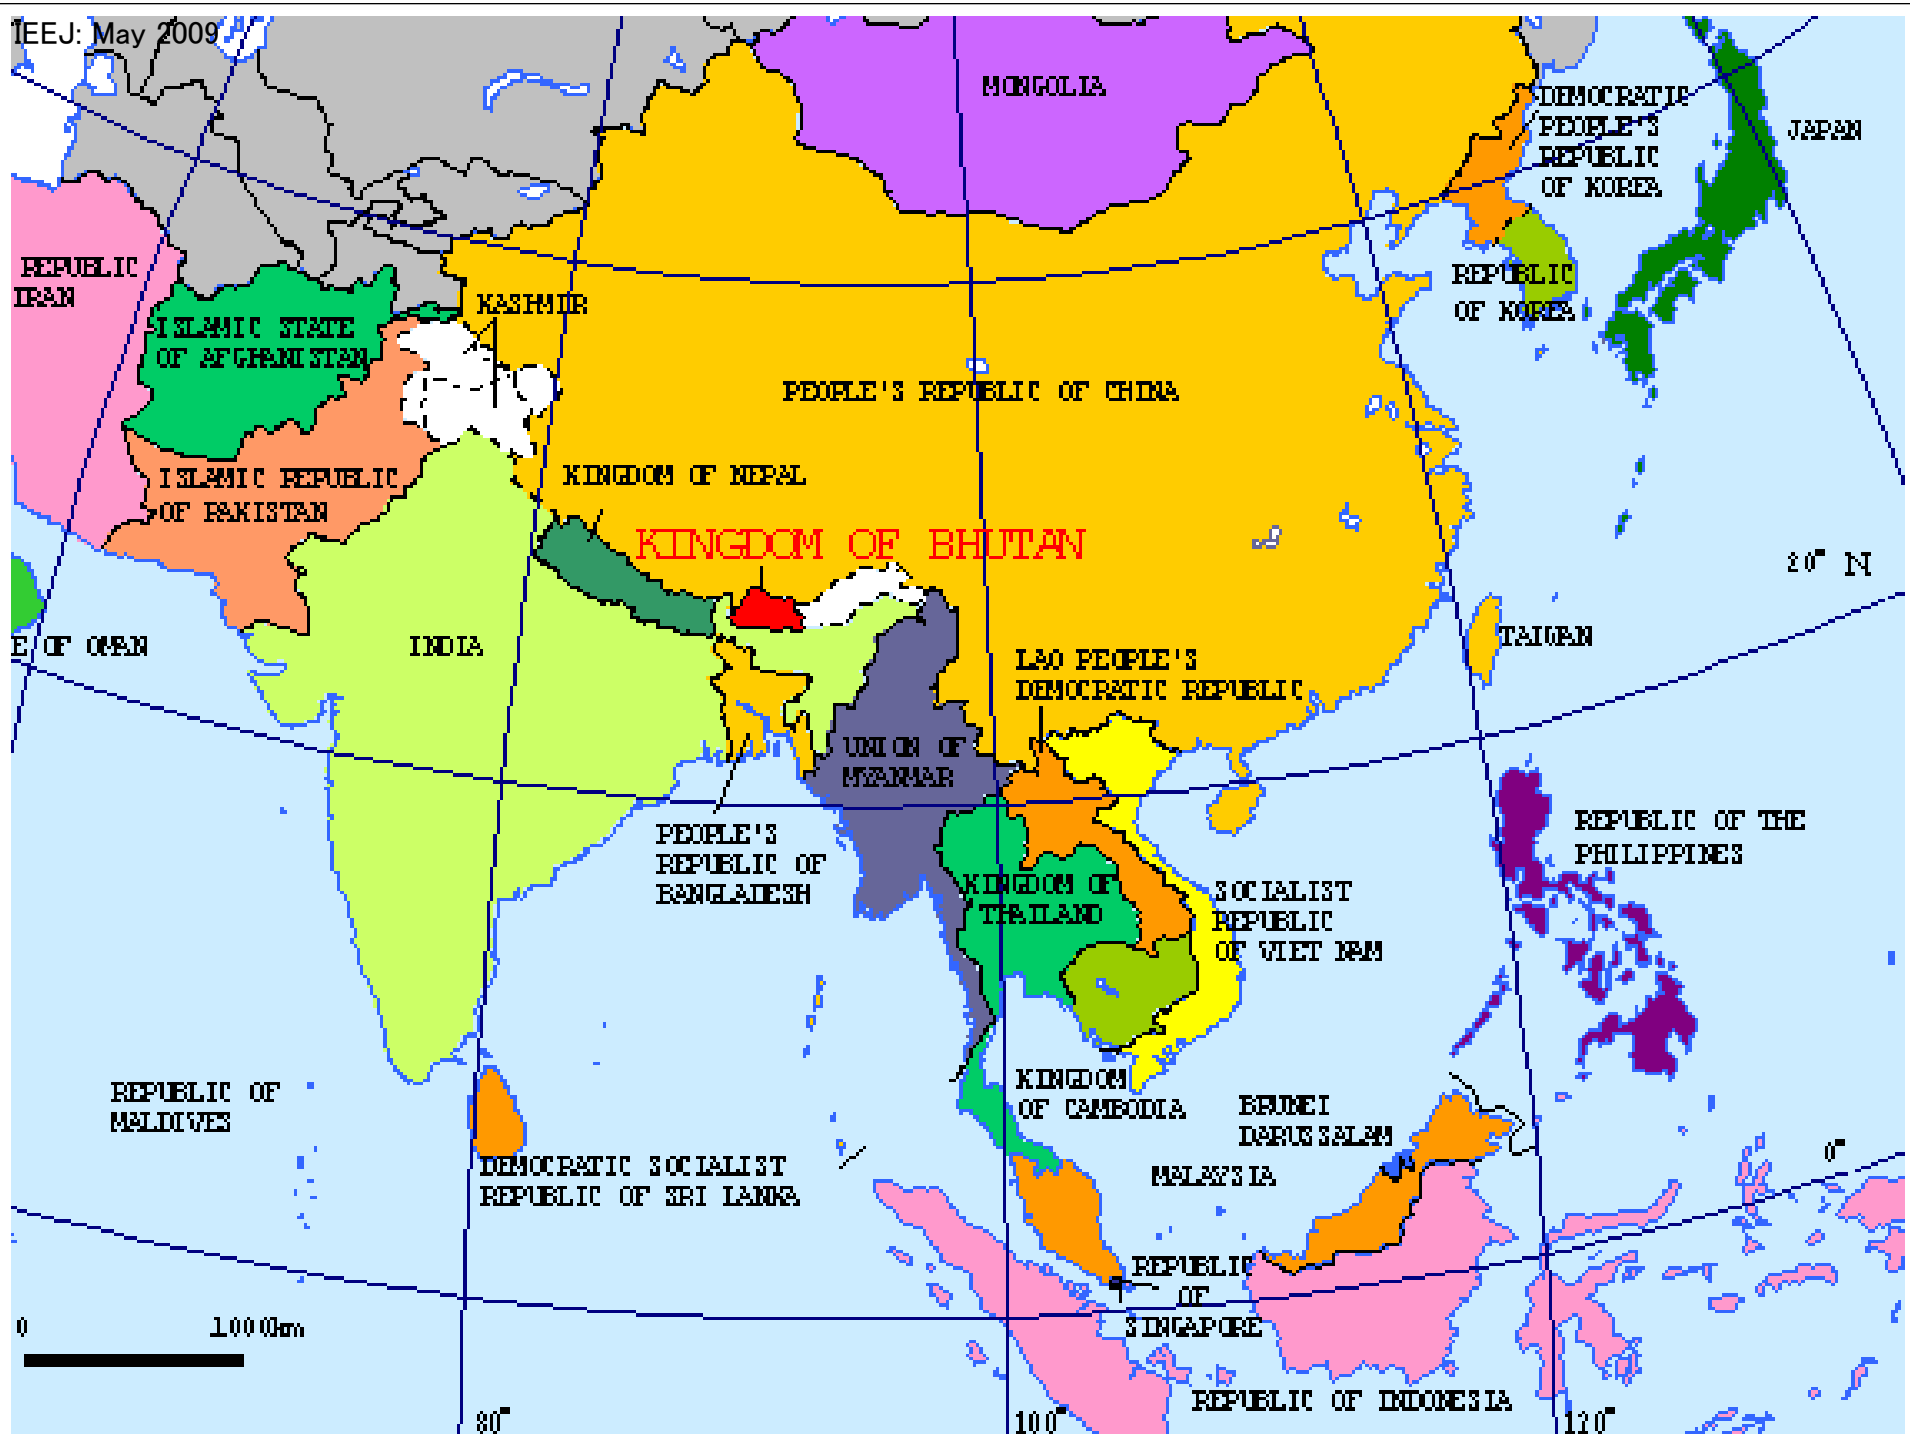 IEEJ: May 2009
MONGOLIA
DEMOCRATIC
PEOPLE'S
REPUBLIC
OF KOREA
JAPAN
REPUBLIC
IRAN
KASHMIR
REPUBLIC
OF KOREA
ISLAMIC STATE
OF AFGHANISTAN
PEOPLE'S REPUBLIC OF CHINA
KINGDOM OF NEPAL
ISLAMIC REPUBLIC
OF PAKISTAN
KINGDOM OF BHUTAN
20° N
E OF OMAN
INDIA
TAIWAN
LAO PEOPLE'S
DEMOCRATIC REPUBLIC
UNION OF
MYANMAR
PEOPLE'S
REPUBLIC OF
BANGLADESH
REPUBLIC OF THE
PHILIPPINES
KINGDOM OF
THAILAND
SOCIALIST
REPUBLIC
OF VIET NAM
REPUBLIC OF
MALDIVES
KINGDOM
OF CAMBODIA
BRUNEI
DARUSSALAM
0°
DEMOCRATIC SOCIALIST
REPUBLIC OF SRI LANKA
MALAYSIA
REPUBLIC
OF
SINGAPORE
0 1000km
REPUBLIC OF INDONESIA
80° 100° 120°